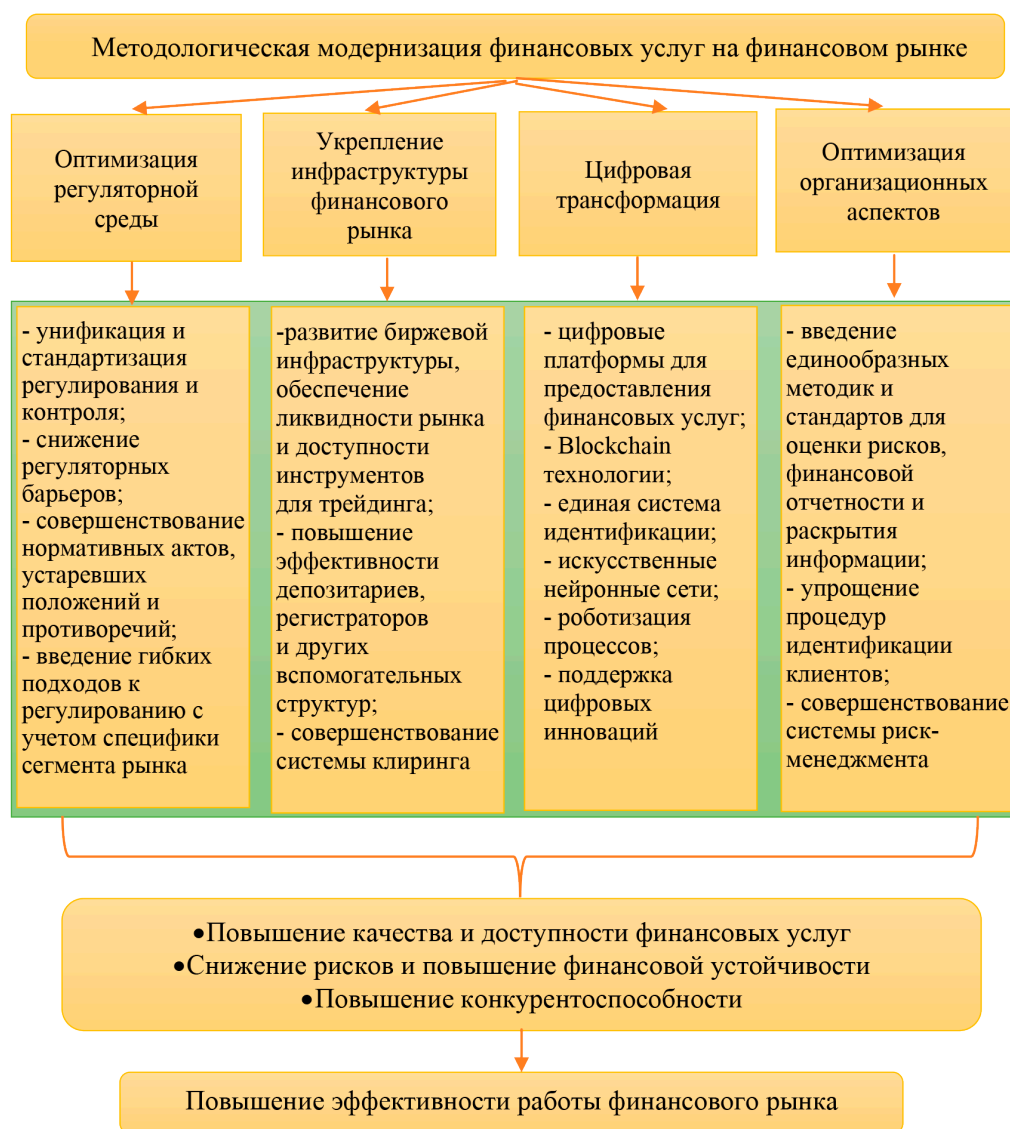 Методологическая модернизация финансовых услуг на финансовом рынке
Оптимизация
регуляторной
среды
Укрепление
инфраструктуры
финансового
рынка
Цифровая
трансформация
Оптимизация
организационных
аспектов
- унификация и
стандартизация
регулирования и
контроля;
- снижение
регуляторных
барьеров;
- совершенствование
нормативных актов,
устаревших
положений и
противоречий;
- введение гибких
подходов к
регулированию с
учетом специфики
сегмента рынка
-развитие биржевой
инфраструктуры,
обеспечение
ликвидности рынка
и доступности
инструментов
для трейдинга;
- повышение
эффективности
депозитариев,
регистраторов
и других
вспомогательных
структур;
- совершенствование
системы клиринга
- цифровые
платформы для
предоставления
финансовых услуг;
- Blockchain
технологии;
- единая система
идентификации;
- искусственные
нейронные сети;
- роботизация
процессов;
- поддержка
цифровых
инноваций
- введение
единообразных
методик и
стандартов для
оценки рисков,
финансовой
отчетности и
раскрытия
информации;
- упрощение
процедур
идентификации
клиентов;
- совершенствование
системы риск-
менеджмента
•Повышение качества и доступности финансовых услуг
•Снижение рисков и повышение финансовой устойчивости
•Повышение конкурентоспособности
Повышение эффективности работы финансового рынка